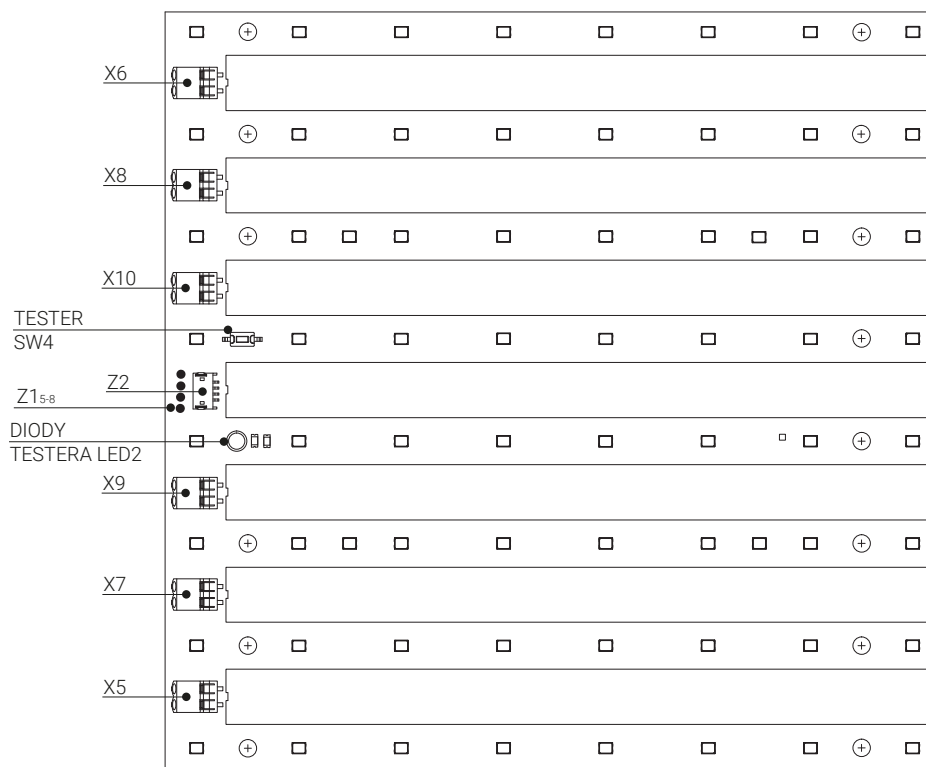 X6
X8
X10
TESTER
SW4
Z2
Z15-8
DIODY
TESTERA LED2
X9
X7
X5